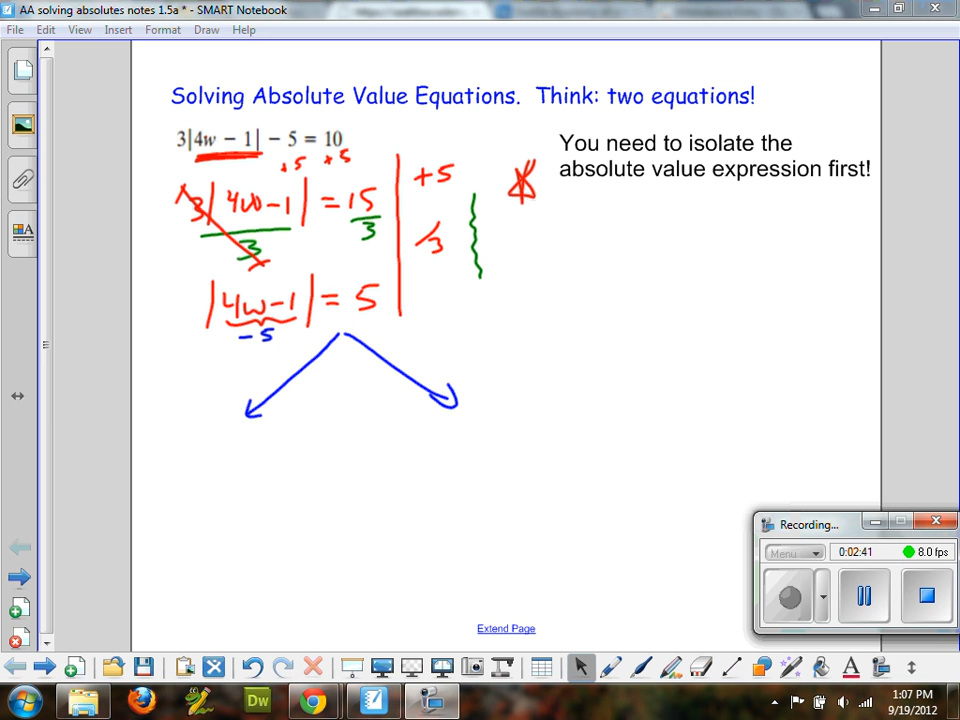 AA solving absolutes notes 1.5a * - SMART Notebook
File Edit View Insert Format Draw Help
Solving Absolute Value Equations. Think: two equations!
3|4w − 1| − 5 = 10
+5 +5
You need to isolate the
absolute value expression first!
3|4w-1| = 15
+5
3 3
/3
|4w-1| = 5
-5
Recording...
Menu 0:02:41 8.0 fps
Extend Page
Dw
A
1:07 PM
9/19/2012